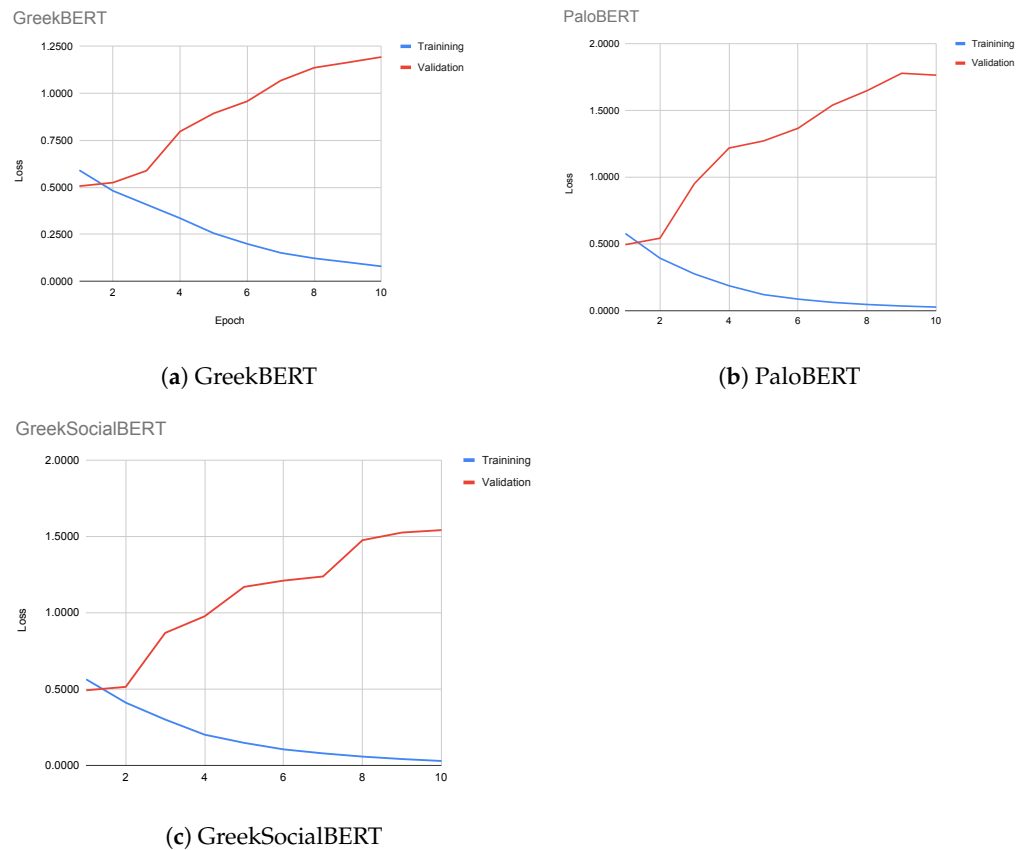 GreekBERT
Trainining
Validation
1.2500
1.0000
0.7500
0.5000
0.2500
0.0000
Loss
2 4 6 8 10
Epoch
(a) GreekBERT
PaloBERT
Trainining
Validation
2.0000
1.5000
1.0000
0.5000
0.0000
Loss
2 4 6 8 10
(b) PaloBERT
GreekSocialBERT
Trainining
Validation
2.0000
1.5000
1.0000
0.5000
0.0000
Loss
2 4 6 8 10
(c) GreekSocialBERT